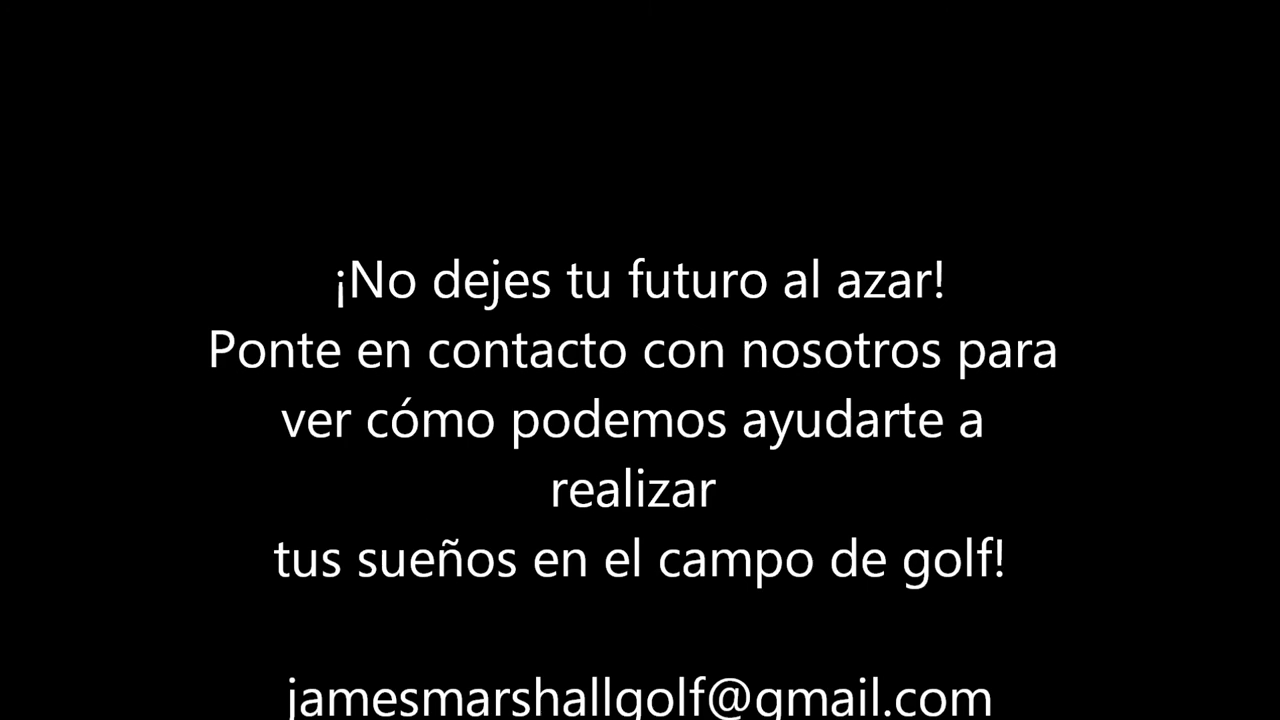 ¡No dejes tu futuro al azar!
Ponte en contacto con nosotros para
ver cómo podemos ayudarte a
realizar
tus sueños en el campo de golf!
jamesmarshallgolf@gmail.com